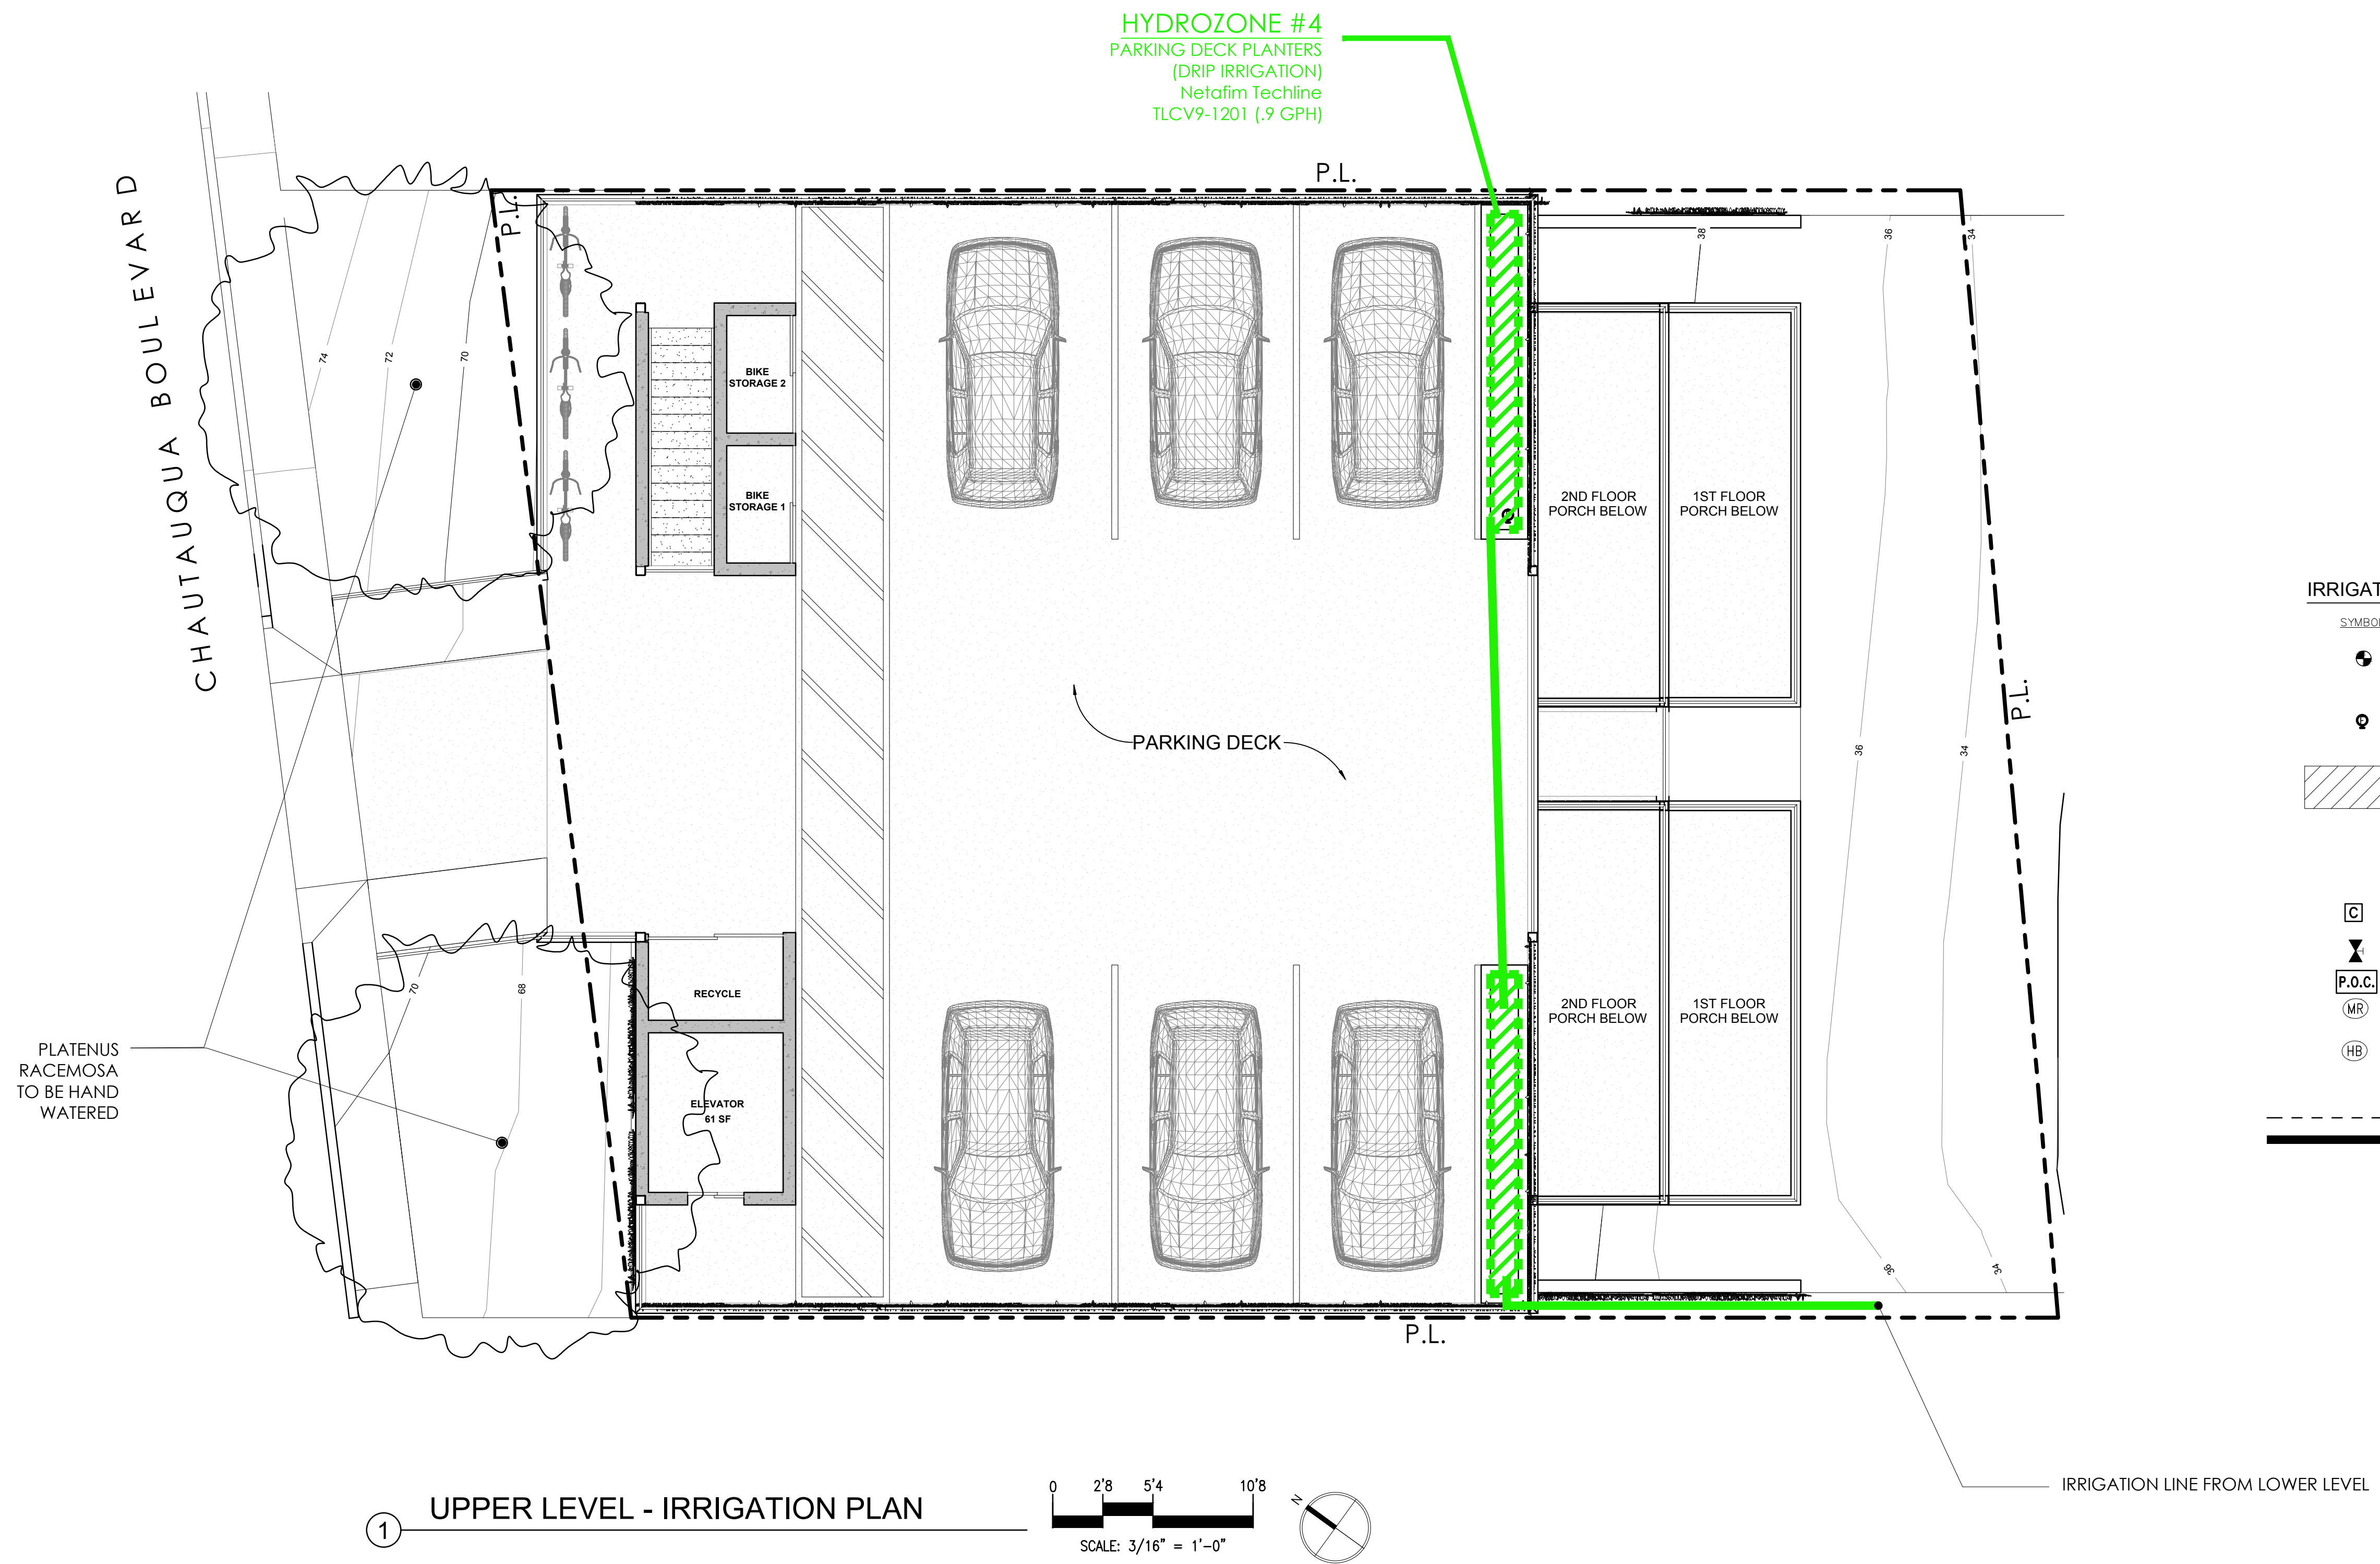 HYDROZONE #4
PARKING DECK PLANTERS
(DRIP IRRIGATION)
Netafim Techline
TLCV9-1201 (.9 GPH)
P.L.
P.L.
CHAUTAUQUA BOULEVARD
74
72
70
38
36
34
BIKE
STORAGE 2
BIKE
STORAGE 1
2ND FLOOR
PORCH BELOW
1ST FLOOR
PORCH BELOW
IRRIGAT
SYMBO
P.L.
PARKING DECK
36
34
C
P.O.C.
MR
HB
70
68
RECYCLE
2ND FLOOR
PORCH BELOW
1ST FLOOR
PORCH BELOW
PLATENUS
RACEMOSA
TO BE HAND
WATERED
ELEVATOR
61 SF
36
34
P.L.
IRRIGATION LINE FROM LOWER LEVEL
1
UPPER LEVEL - IRRIGATION PLAN
0 2'8 5'4 10'8
SCALE: 3/16" = 1'-0"
N